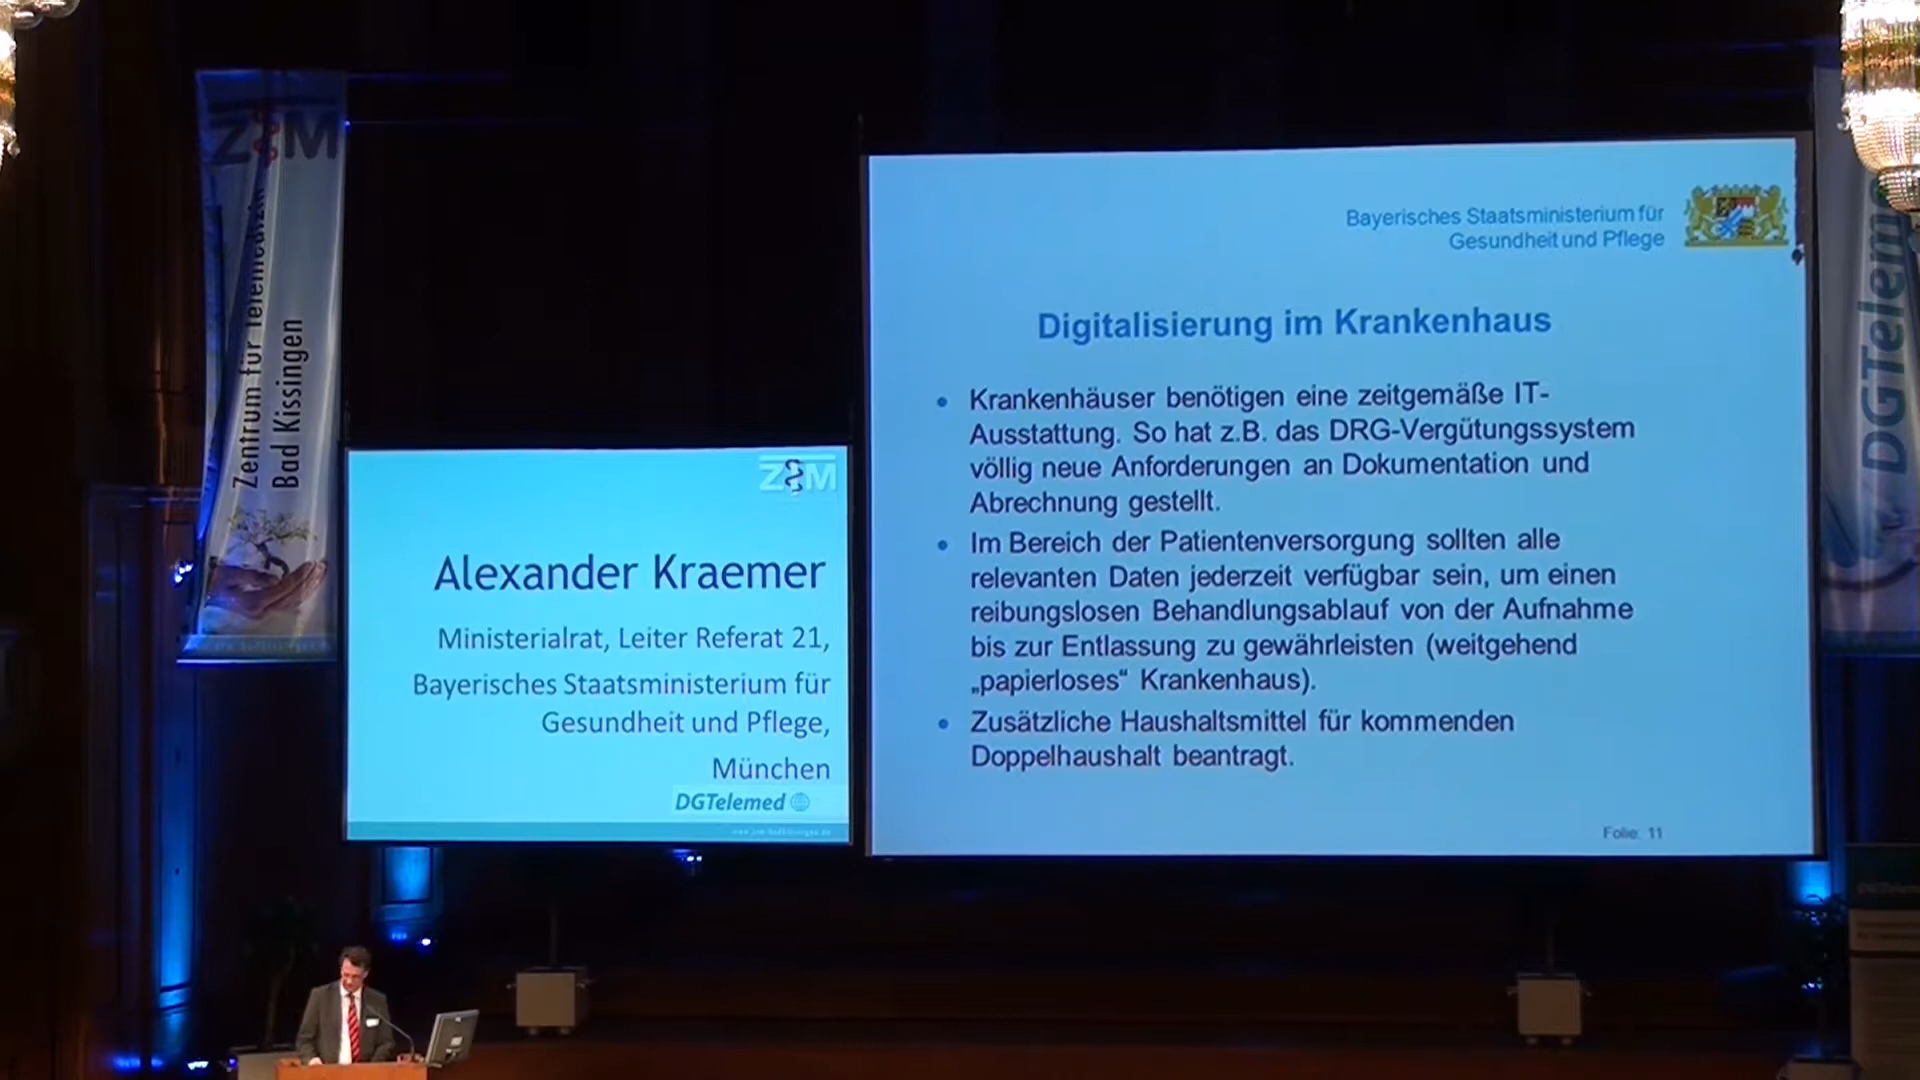 ZTM
Zentrum für Telemedizin
Bad Kissingen
ZTM
Alexander Kraemer
Ministerialrat, Leiter Referat 21,
Bayerisches Staatsministerium für
Gesundheit und Pflege,
München
DGTelemed
Bayerisches Staatsministerium für
Gesundheit und Pflege
Digitalisierung im Krankenhaus
• Krankenhäuser benötigen eine zeitgemäße IT-
Ausstattung. So hat z.B. das DRG-Vergütungssystem
völlig neue Anforderungen an Dokumentation und
Abrechnung gestellt.
• Im Bereich der Patientenversorgung sollten alle
relevanten Daten jederzeit verfügbar sein, um einen
reibungslosen Behandlungsablauf von der Aufnahme
bis zur Entlassung zu gewährleisten (weitgehend
„papierloses“ Krankenhaus).
• Zusätzliche Haushaltsmittel für kommenden
Doppelhaushalt beantragt.
Folie: 11
DGTeleme